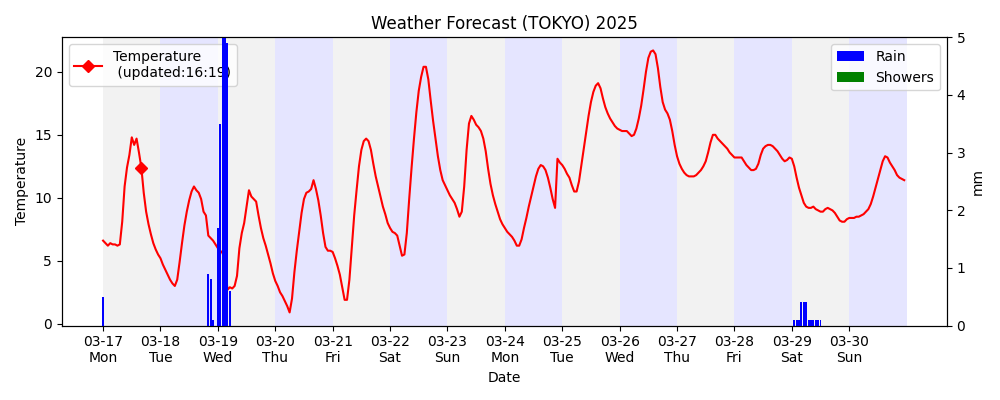 Weather Forecast (TOKYO) 2025
Temperature
(updated:16:19)
Rain
Showers
Temperature
20
15
10
5
0
mm
5
4
3
2
1
0
03-17 03-18 03-19 03-20 03-21 03-22 03-23 03-24 03-25 03-26 03-27 03-28 03-29 03-30
Mon Tue Wed Thu Fri Sat Sun Mon Tue Wed Thu Fri Sat Sun
Date